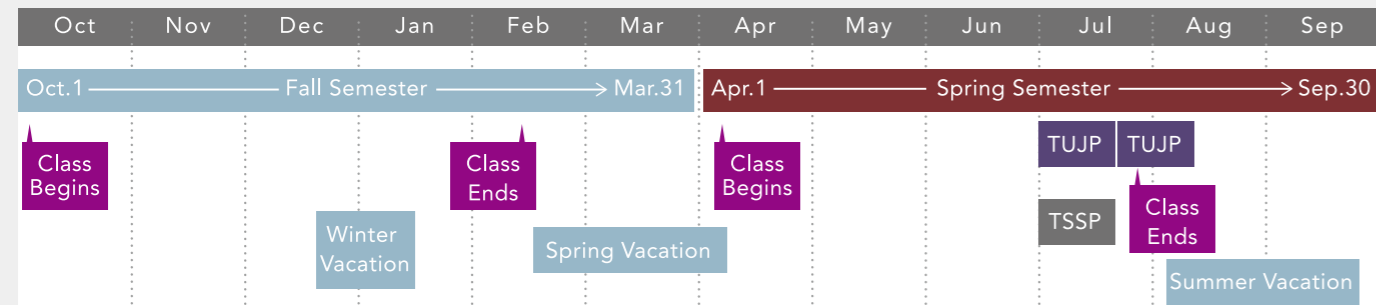 Oct Nov Dec Jan Feb Mar Apr May Jun Jul Aug Sep
Oct.1 Fall Semester Mar.31 Apr.1 Spring Semester Sep.30
TUJP TUJP
Class
Begins
Class
Ends
Class
Begins
TSSP
Class
Ends
Winter
Vacation
Spring Vacation
Summer Vacation